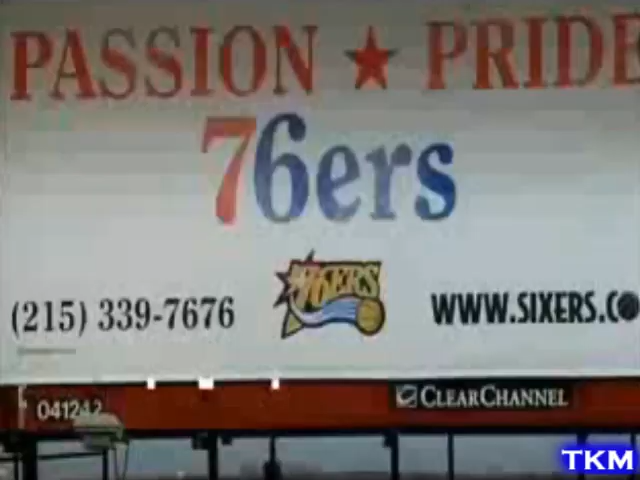 PASSION ★ PRIDE
76ers
76ERS
(215) 339-7676
WWW.SIXERS.CO
041242
CLEARCHANNEL
TKM